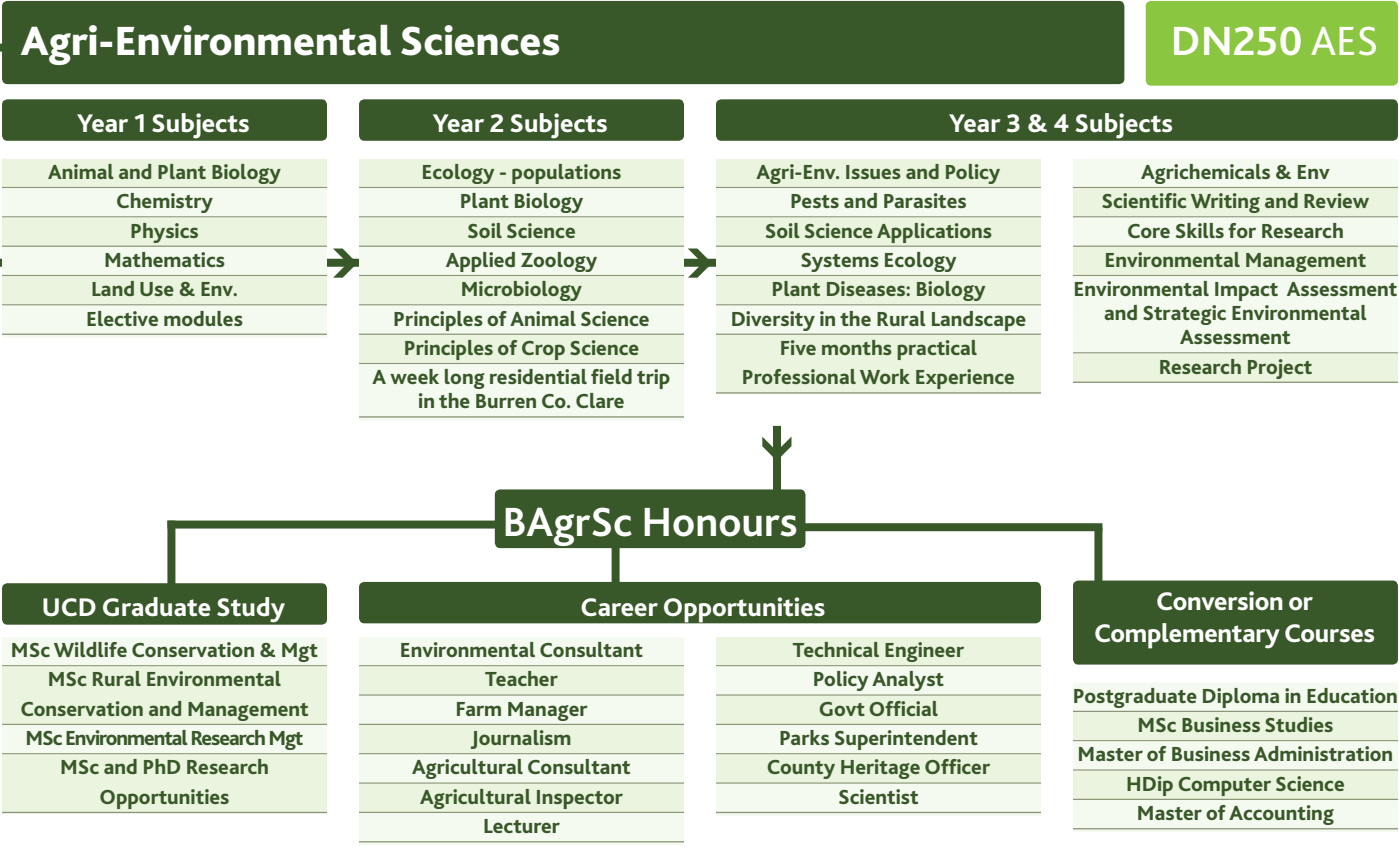 Agri-Environmental Sciences
DN250 AES
Year 1 Subjects
Animal and Plant Biology
Chemistry
Physics
Mathematics
Land Use & Env.
Elective modules
Year 2 Subjects
Ecology - populations
Plant Biology
Soil Science
Applied Zoology
Microbiology
Principles of Animal Science
Principles of Crop Science
A week long residential field trip
in the Burren Co. Clare
Year 3 & 4 Subjects
Agri-Env. Issues and Policy
Pests and Parasites
Soil Science Applications
Systems Ecology
Plant Diseases: Biology
Diversity in the Rural Landscape
Five months practical
Professional Work Experience
Agrichemicals & Env
Scientific Writing and Review
Core Skills for Research
Environmental Management
Environmental Impact Assessment
and Strategic Environmental
Assessment
Research Project
BAgrSc Honours
UCD Graduate Study
MSc Wildlife Conservation & Mgt
MSc Rural Environmental
Conservation and Management
MSc Environmental Research Mgt
MSc and PhD Research
Opportunities
Career Opportunities
Environmental Consultant
Teacher
Farm Manager
Journalism
Agricultural Consultant
Agricultural Inspector
Lecturer
Technical Engineer
Policy Analyst
Govt Official
Parks Superintendent
County Heritage Officer
Scientist
Conversion or
Complementary Courses
Postgraduate Diploma in Education
MSc Business Studies
Master of Business Administration
HDip Computer Science
Master of Accounting